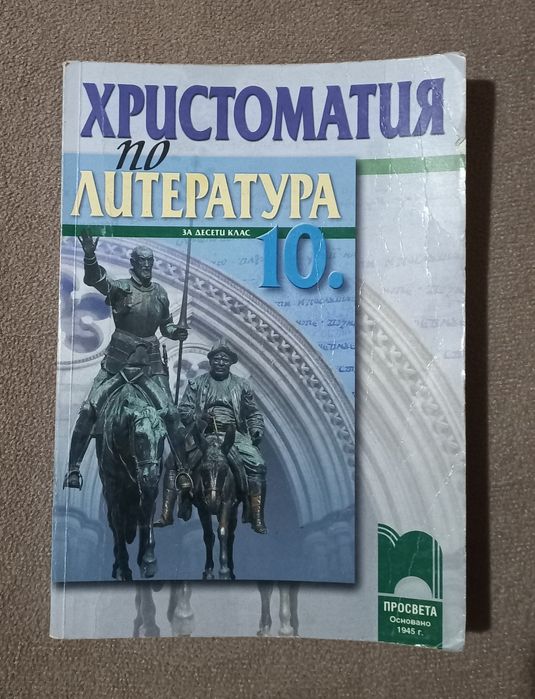 ХРИСТОМАТИЯ
по
ЛИТЕРАТУРА
ЗА ДЕСЕТИ КЛАС
10.
ПРОСВЕТА
Основано
1945 г.